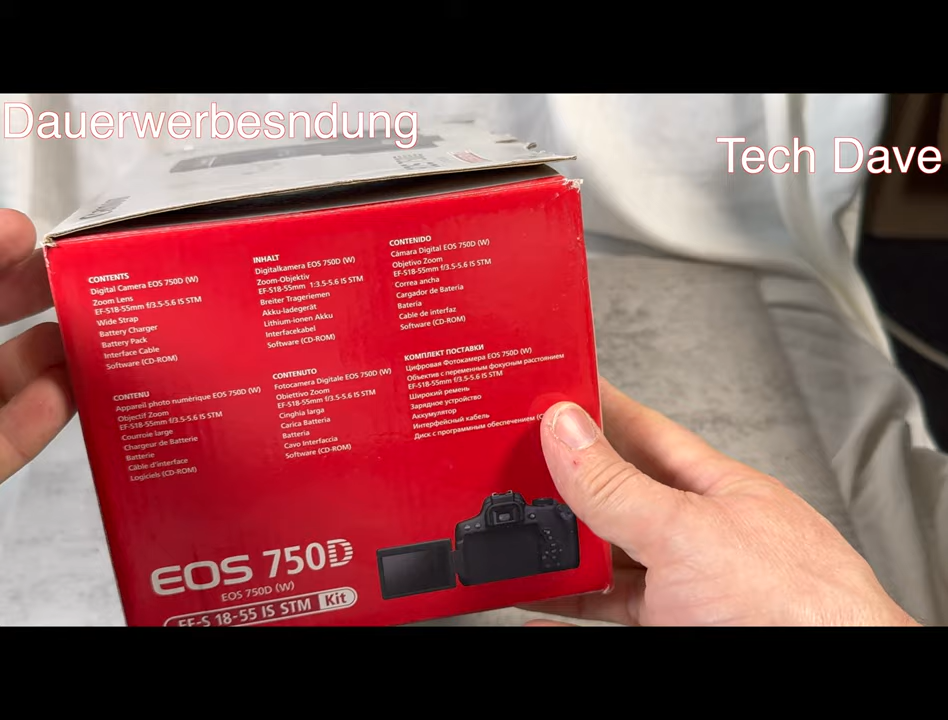 Dauerwerbesndung
Tech Dave
CONTENTS
Digital Camera EOS 750D (W)
Zoom Lens
EF-S18-55mm f/3.5-5.6 IS STM
Wide Strap
Battery Charger
Battery Pack
Interface Cable
Software (CD-ROM)
INHALT
Digitalkamera EOS 750D (W)
Zoom-Objektiv
EF-S18-55mm 1:3.5-5.6 IS STM
Breiter Trageriemen
Akku-ladegerät
Lithium-ionen Akku
Interfacekabel
Software (CD-ROM)
CONTENIDO
Cámara Digital EOS 750D (W)
Objetivo Zoom
EF-S18-55mm f/3.5-5.6 IS STM
Correa ancha
Cargador de Bateria
Bateria
Cable de interfaz
Software (CD-ROM)
CONTENU
Appareil photo numérique EOS 750D (W)
Objectif Zoom
EF-S18-55mm f/3.5-5.6 IS STM
Courroie large
Chargeur de Batterie
Batterie
Câble d'interface
Logiciels (CD-ROM)
CONTENUTO
Fotocamera Digitale EOS 750D (W)
Obiettivo Zoom
EF-S18-55mm f/3.5-5.6 IS STM
Cinghia larga
Carica Batteria
Batteria
Cavo Interfaccia
Software (CD-ROM)
КОМПЛЕКТ ПОСТАВКИ
Цифровая Фотокамера EOS 750D (W)
Объектив с переменным фокусным расстоянием
EF-S18-55mm f/3.5-5.6 IS STM
Широкий ремень
Зарядное устройство
Аккумулятор
Интерфейсный кабель
Диск с программным обеспечением (C
EOS 750D
EOS 750D (W)
EF-S 18-55 IS STM Kit